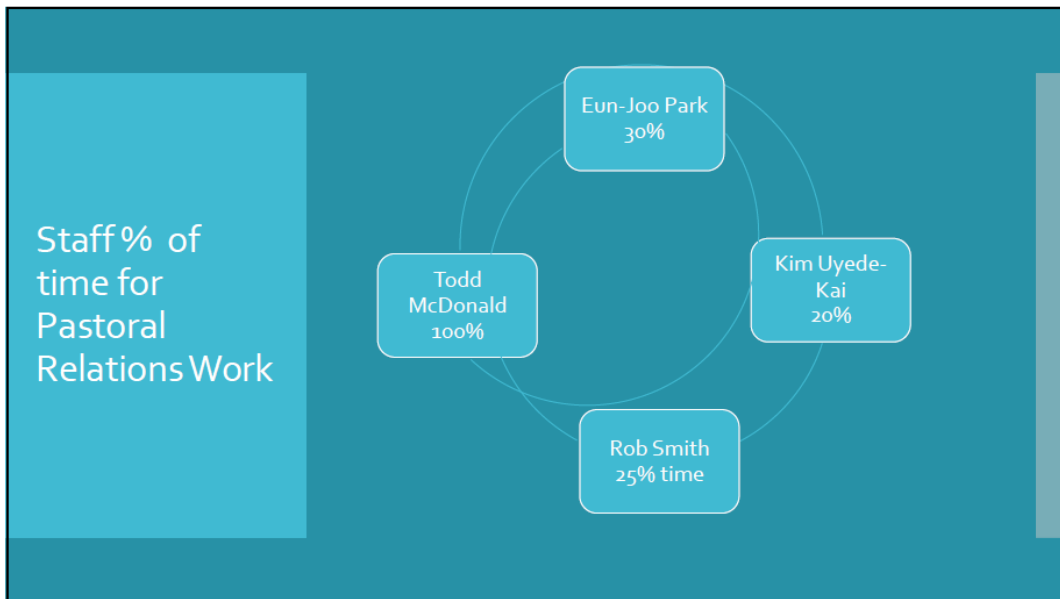 Staff % of
time for
Pastoral
Relations Work
Eun-Joo Park
30%
Kim Uyede-
Kai
20%
Rob Smith
25% time
Todd
McDonald
100%